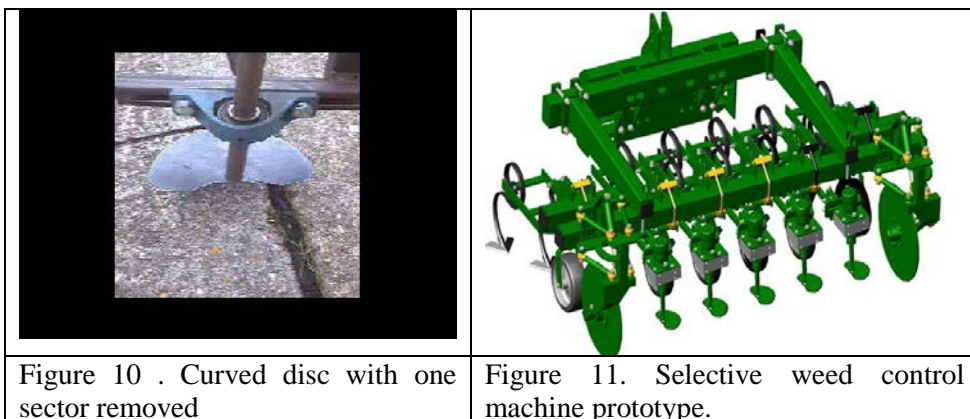 Figure 10 . Curved disc with one
sector removed
Figure 11. Selective weed control
machine prototype.